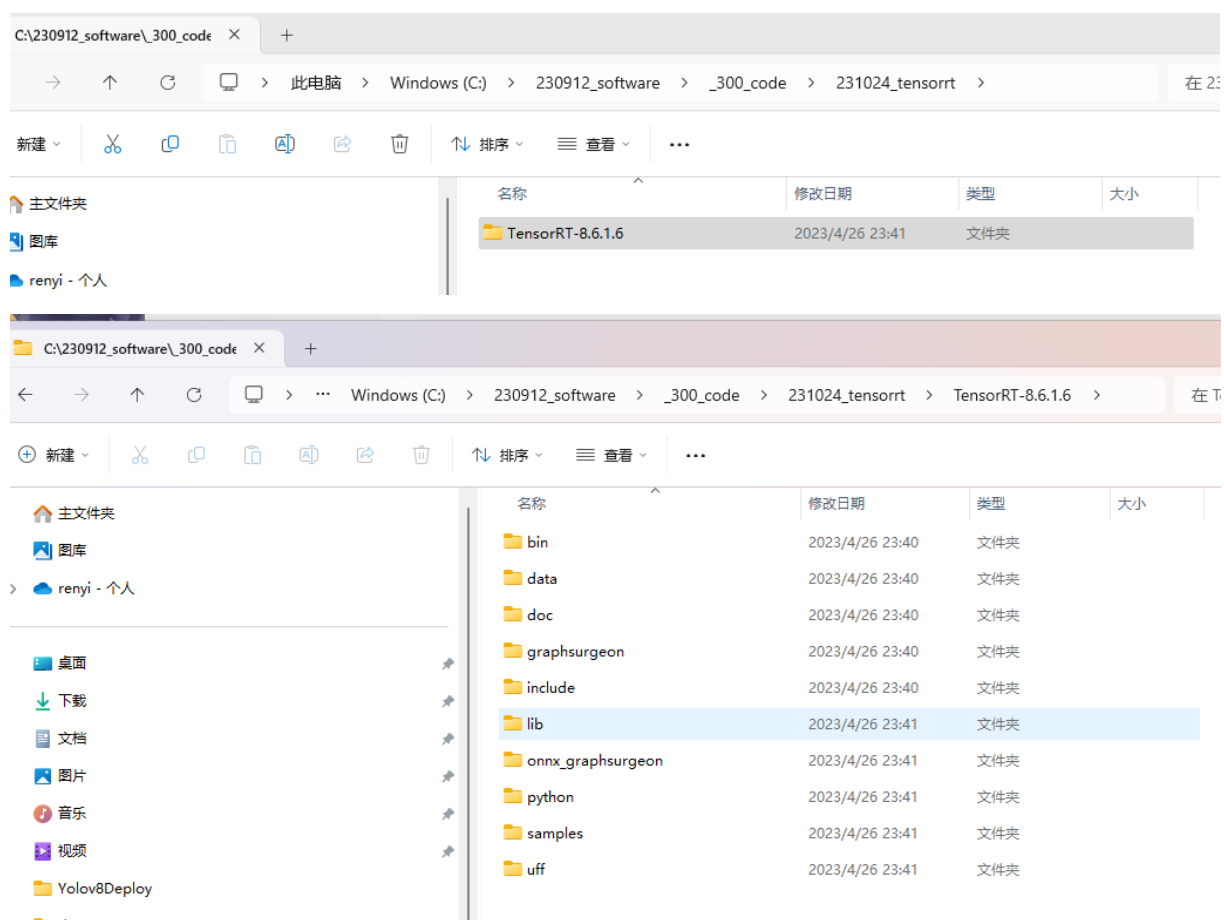 C:\230912_software\_300_code
此电脑 > Windows (C:) > 230912_software > _300_code > 231024_tensorrt > 在 23
新建 排序 查看 ...
名称 修改日期 类型 大小
主文件夹
TensorRT-8.6.1.6 2023/4/26 23:41 文件夹
图库
renyi - 个人
C:\230912_software\_300_code
... Windows (C:) > 230912_software > _300_code > 231024_tensorrt > TensorRT-8.6.1.6 > 在 Te
新建 排序 查看 ...
名称 修改日期 类型 大小
主文件夹
bin 2023/4/26 23:40 文件夹
图库
data 2023/4/26 23:40 文件夹
renyi - 个人
doc 2023/4/26 23:40 文件夹
graphsurgeon 2023/4/26 23:40 文件夹
桌面
include 2023/4/26 23:40 文件夹
下载
lib 2023/4/26 23:41 文件夹
文档
onnx_graphsurgeon 2023/4/26 23:41 文件夹
图片
python 2023/4/26 23:41 文件夹
音乐
samples 2023/4/26 23:41 文件夹
视频
uff 2023/4/26 23:41 文件夹
Yolov8Deploy